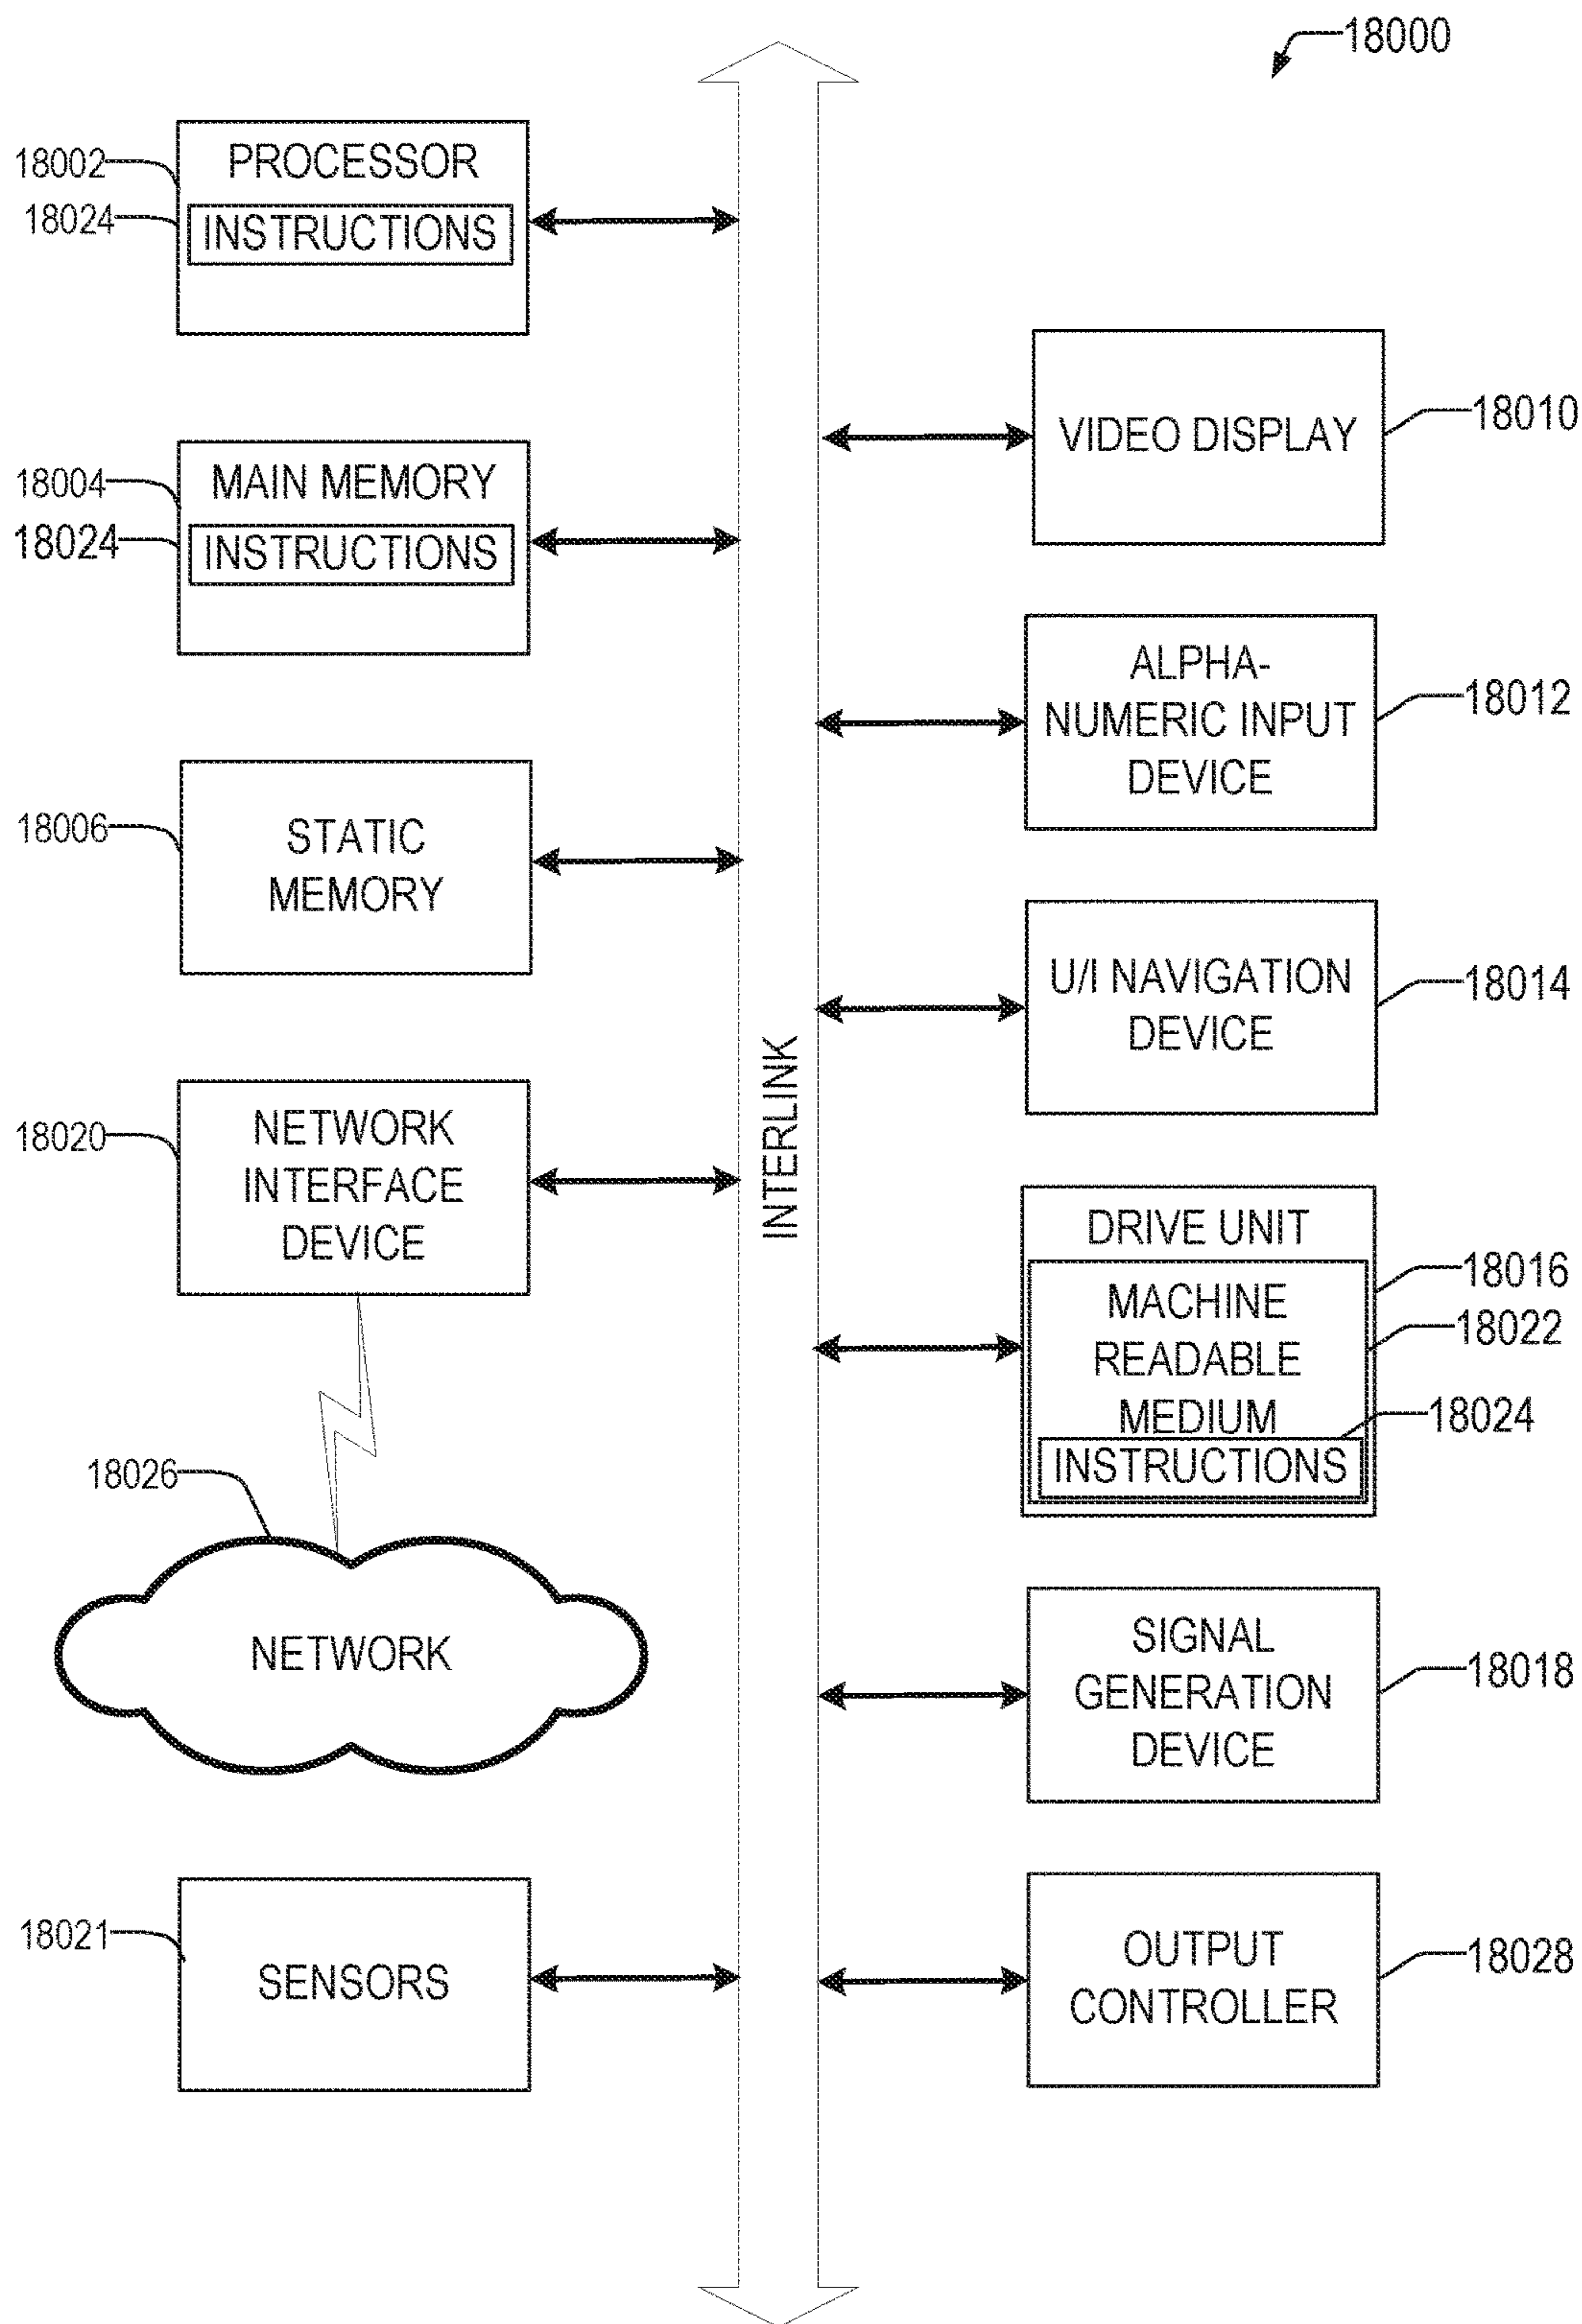 18000
18002
PROCESSOR
18024
INSTRUCTIONS
18004
MAIN MEMORY
18024
INSTRUCTIONS
18006
STATIC
MEMORY
18020
NETWORK
INTERFACE
DEVICE
18026
NETWORK
18021
SENSORS
INTERLINK
VIDEO DISPLAY
18010
ALPHA-
NUMERIC INPUT
DEVICE
18012
U/I NAVIGATION
DEVICE
18014
DRIVE UNIT
18016
MACHINE
READABLE
MEDIUM
18022
18024
INSTRUCTIONS
SIGNAL
GENERATION
DEVICE
18018
OUTPUT
CONTROLLER
18028